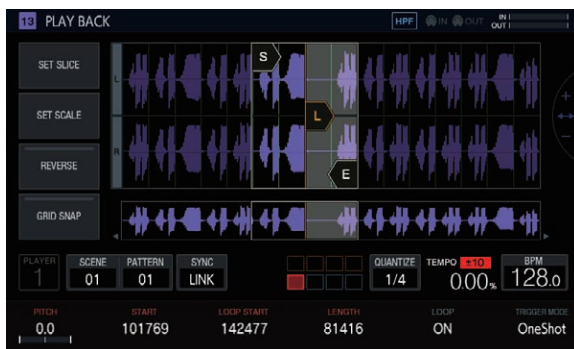 13 PLAY BACK
HPF IN OUT IN OUT
SET SLICE
SET SCALE
REVERSE
GRID SNAP
L
R
S
L
E
PLAYER 1
SCENE 01
PATTERN 01
SYNC LINK
QUANTIZE 1/4
TEMPO ±10 0.00%
BPM 128.0
PITCH 0.0
START 101769
LOOP START 142477
LENGTH 81416
LOOP ON
TRIGGER MODE OneShot